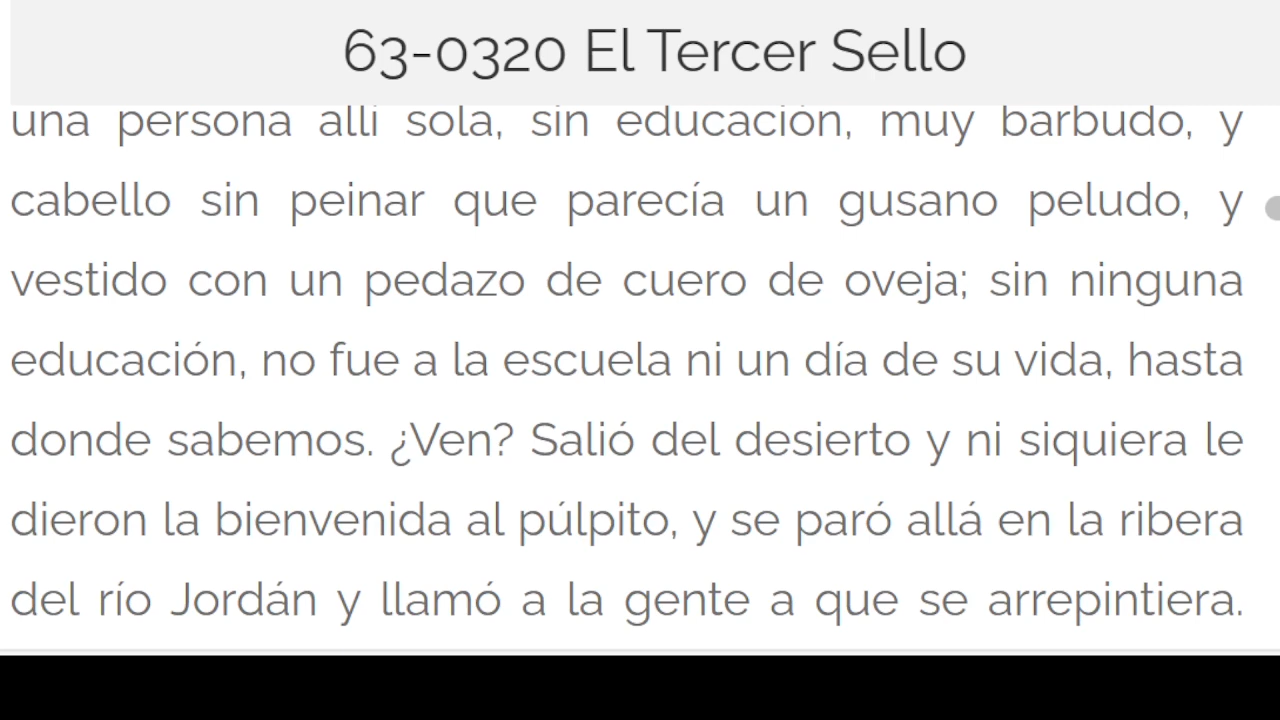 63-0320 El Tercer Sello
una persona allí sola, sin educación, muy barbudo, y
cabello sin peinar que parecía un gusano peludo, y
vestido con un pedazo de cuero de oveja; sin ninguna
educación, no fue a la escuela ni un día de su vida, hasta
donde sabemos. ¿Ven? Salió del desierto y ni siquiera le
dieron la bienvenida al púlpito, y se paró allá en la ribera
del río Jordán y llamó a la gente a que se arrepintiera.